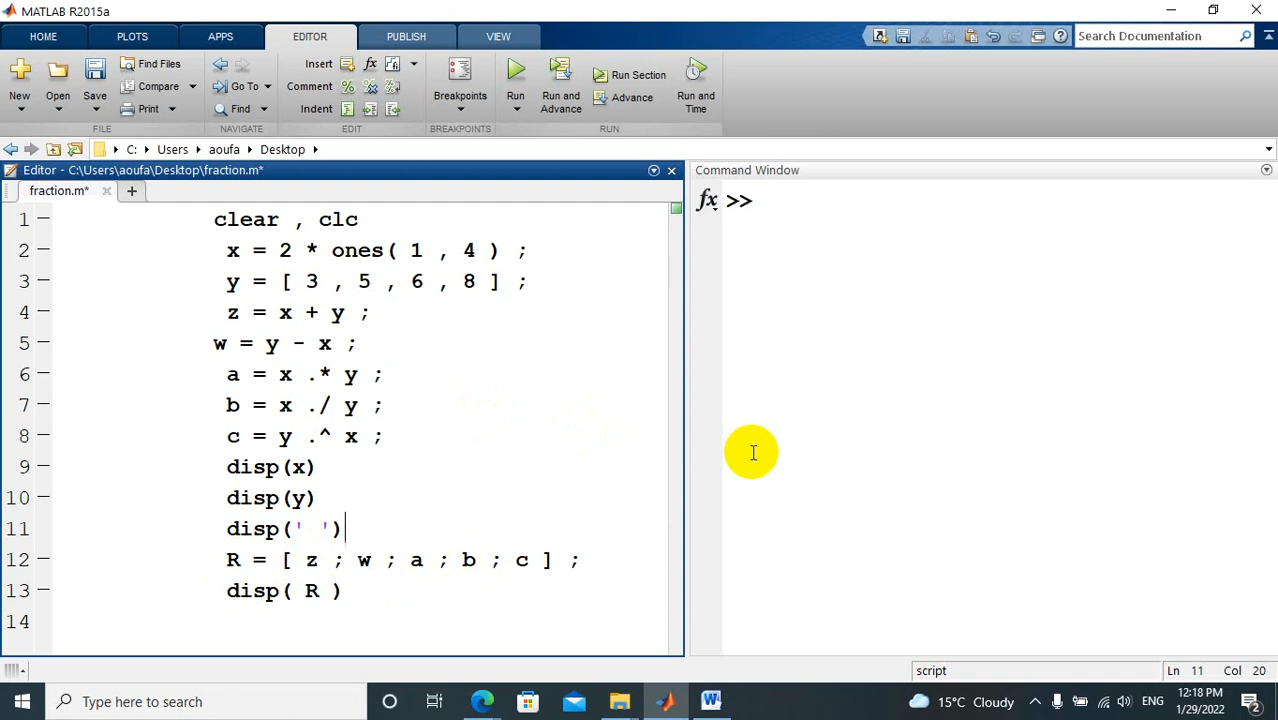 MATLAB R2015a
HOME PLOTS APPS EDITOR PUBLISH VIEW Search Documentation
New Open Save Find Files Compare Print Go To Find Insert fx Comment Indent Breakpoints Run Run and Advance Run Section Advance Run and Time
FILE NAVIGATE EDIT BREAKPOINTS RUN
C: Users aoufa Desktop
Editor - C:\Users\aoufa\Desktop\fraction.m*
Command Window
fraction.m*
fx >>
1 clear , clc
2 x = 2 * ones( 1 , 4 ) ;
3 y = [ 3 , 5 , 6 , 8 ] ;
4 z = x + y ;
5 w = y - x ;
6 a = x .* y ;
7 b = x ./ y ;
8 c = y .^ x ;
9 disp(x)
10 disp(y)
11 disp(' ')
12 R = [ z ; w ; a ; b ; c ] ;
13 disp( R )
14
script Ln 11 Col 20
Type here to search 15°C Cloudy ENG 12:18 PM 1/29/2022 2